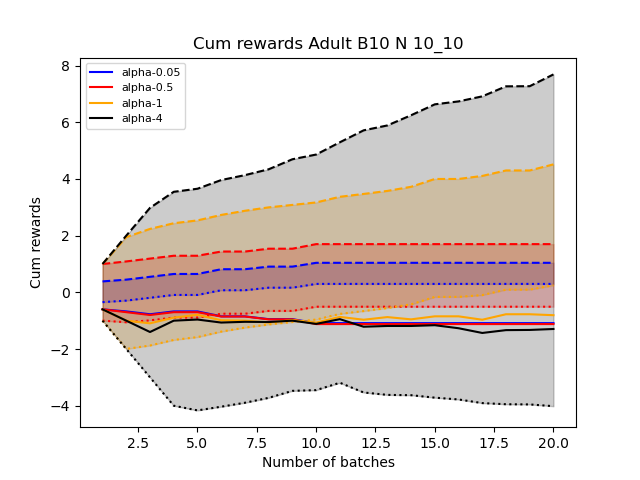 Cum rewards Adult B10 N 10_10
8
6
4
2
0
−2
−4
Cum rewards
alpha-0.05
alpha-0.5
alpha-1
alpha-4
2.5 5.0 7.5 10.0 12.5 15.0 17.5 20.0
Number of batches